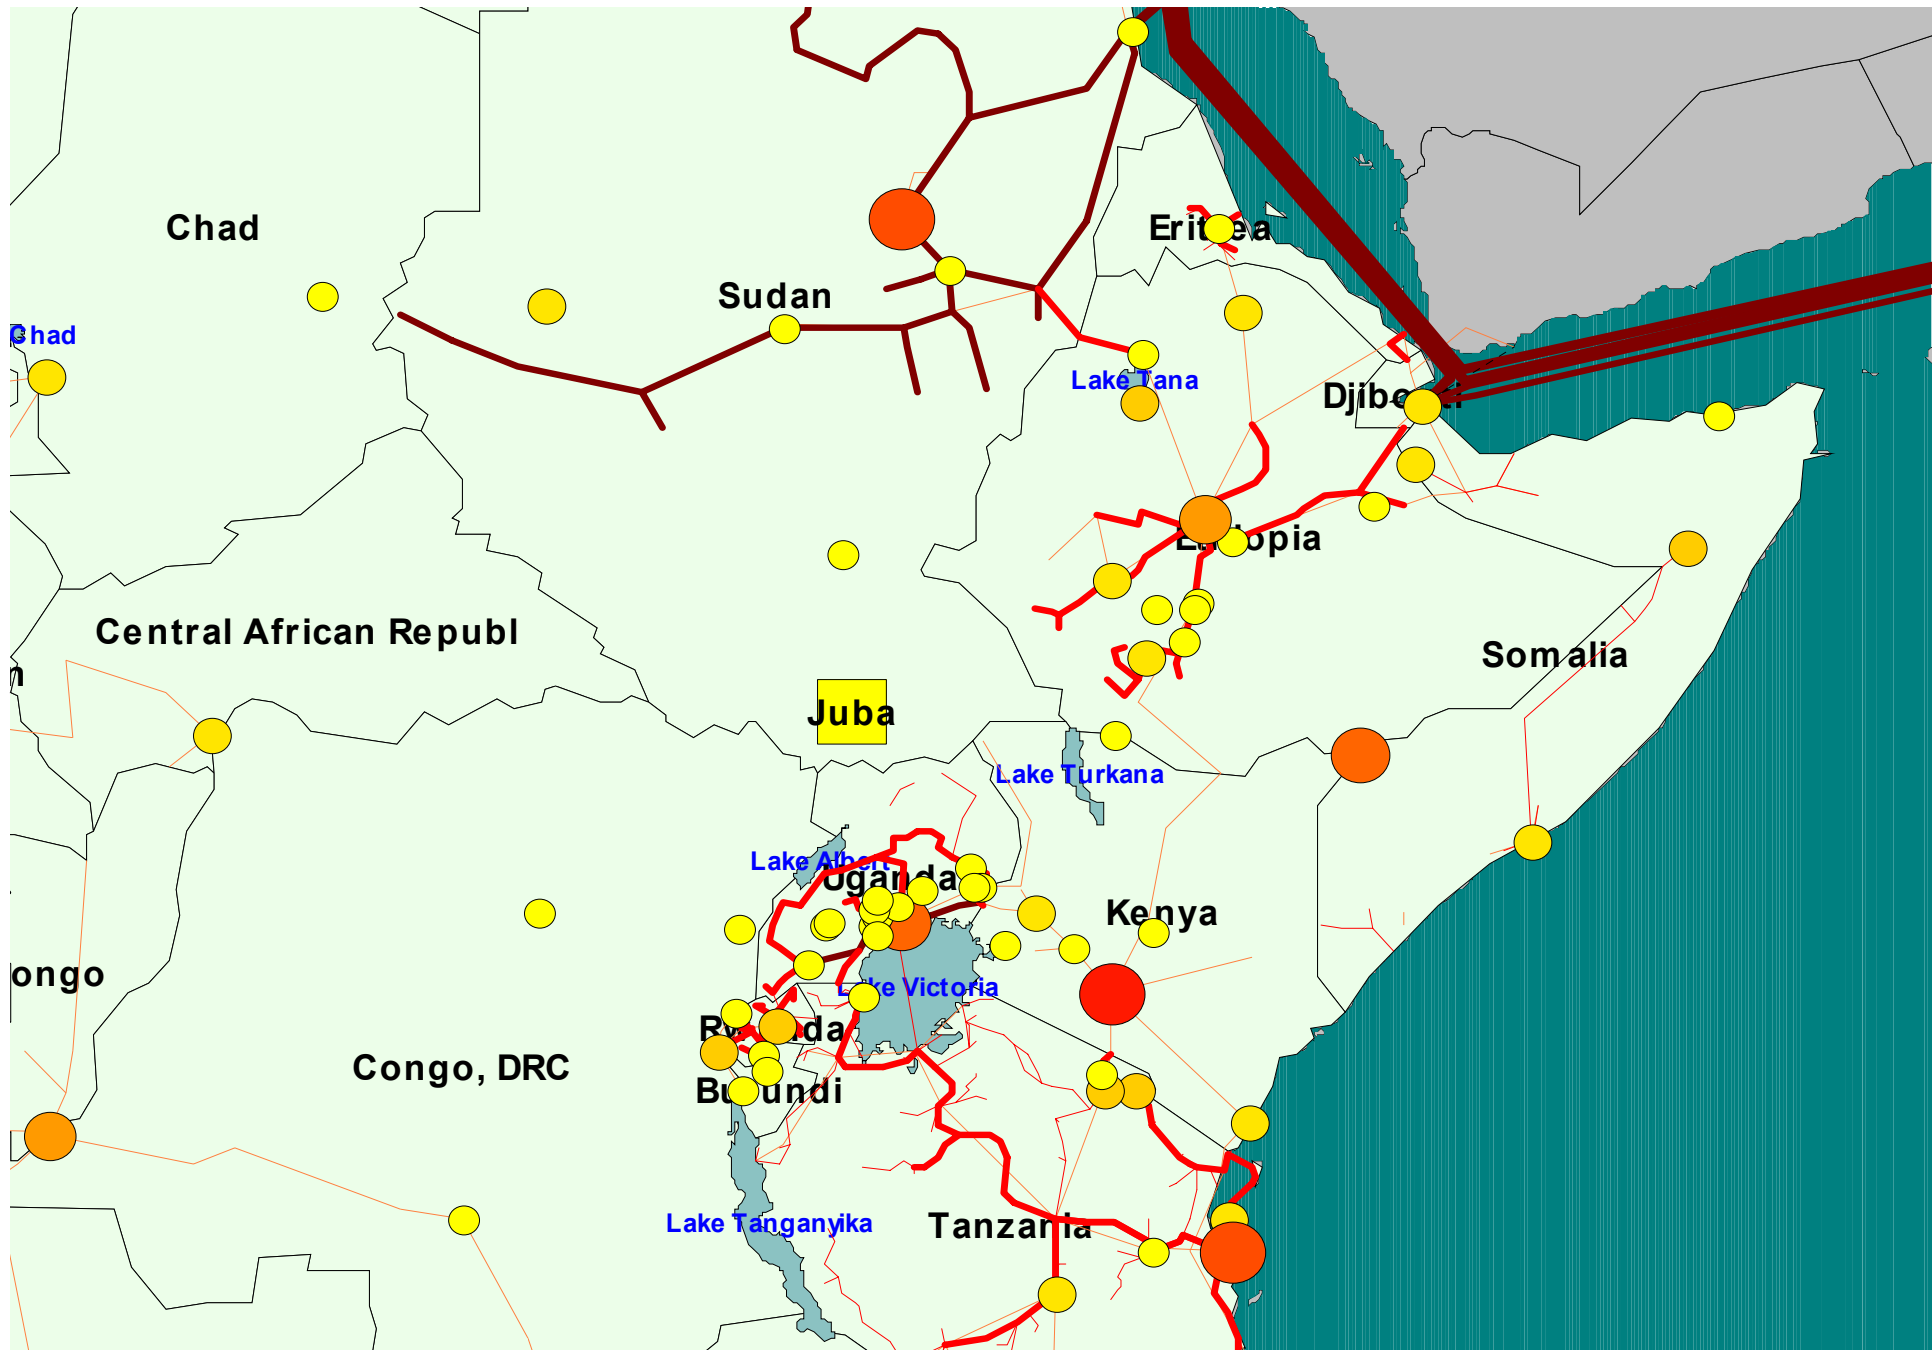 Chad
Eritrea
Sudan
Chad
Lake Tana
Djibouti
Ethiopia
Central African Republ
Somalia
n
Juba
Lake Turkana
Lake Albert
Uganda
Kenya
ongo
Lake Victoria
Rwanda
Congo, DRC
Burundi
Lake Tanganyika
Tanzania